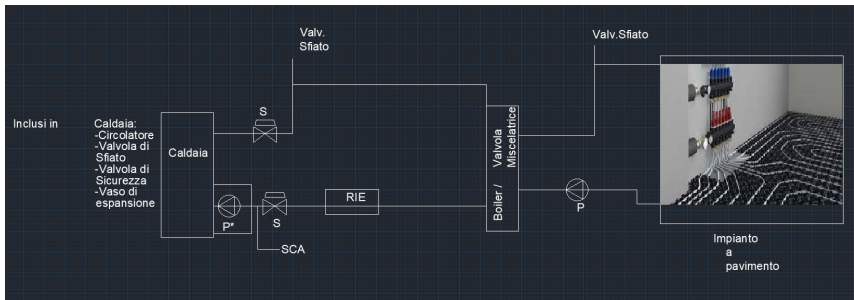 Valv.
Sfiato
Valv.Sfiato
Inclusi in
Caldaia:
-Circolatore
-Valvola di
Sfiato
-Valvola di
Sicurezza
-Vaso di
espansione
S
Caldaia
Boiler / Valvola
Miscelatrice
RIE
P*
S
SCA
P
Impianto
a
pavimento